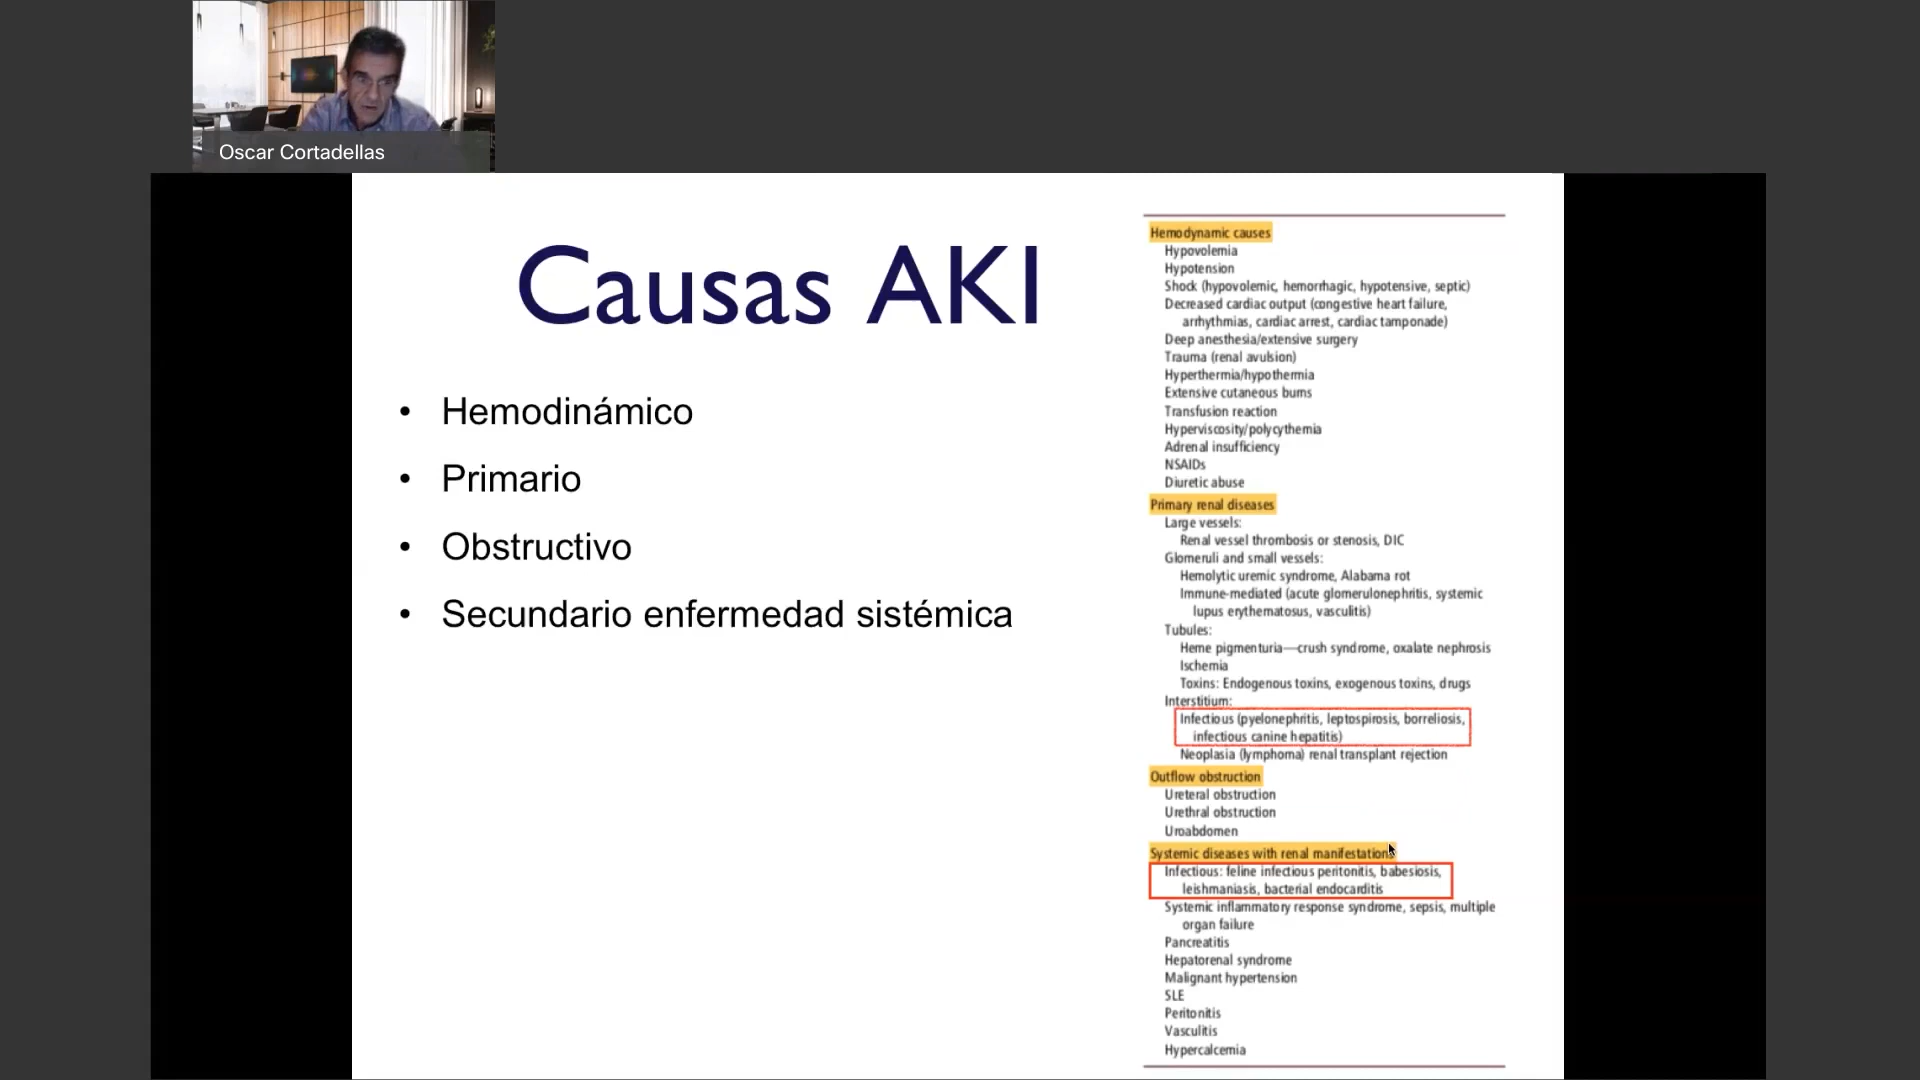 Oscar Cortadellas
Causas AKI
• Hemodinámico
• Primario
• Obstructivo
• Secundario enfermedad sistémica
Hemodynamic causes
Hypovolemia
Hypotension
Shock (hypovolemic, hemorrhagic, hypotensive, septic)
Decreased cardiac output (congestive heart failure,
arrhythmias, cardiac arrest, cardiac tamponade)
Deep anesthesia/extensive surgery
Trauma (renal avulsion)
Hyperthermia/hypothermia
Extensive cutaneous burns
Transfusion reaction
Hyperviscosity/polycythemia
Adrenal insufficiency
NSAIDs
Diuretic abuse
Primary renal diseases
Large vessels:
Renal vessel thrombosis or stenosis, DIC
Glomeruli and small vessels:
Hemolytic uremic syndrome, Alabama rot
Immune-mediated (acute glomerulonephritis, systemic
lupus erythematosus, vasculitis)
Tubules:
Heme pigmenturia—crush syndrome, oxalate nephrosis
Ischemia
Toxins: Endogenous toxins, exogenous toxins, drugs
Interstitium:
Infectious (pyelonephritis, leptospirosis, borreliosis,
infectious canine hepatitis)
Neoplasia (lymphoma) renal transplant rejection
Outflow obstruction
Ureteral obstruction
Urethral obstruction
Uroabdomen
Systemic diseases with renal manifestations
Infectious: feline infectious peritonitis, babesiosis,
leishmaniasis, bacterial endocarditis
Systemic inflammatory response syndrome, sepsis, multiple
organ failure
Pancreatitis
Hepatorenal syndrome
Malignant hypertension
SLE
Peritonitis
Vasculitis
Hypercalcemia